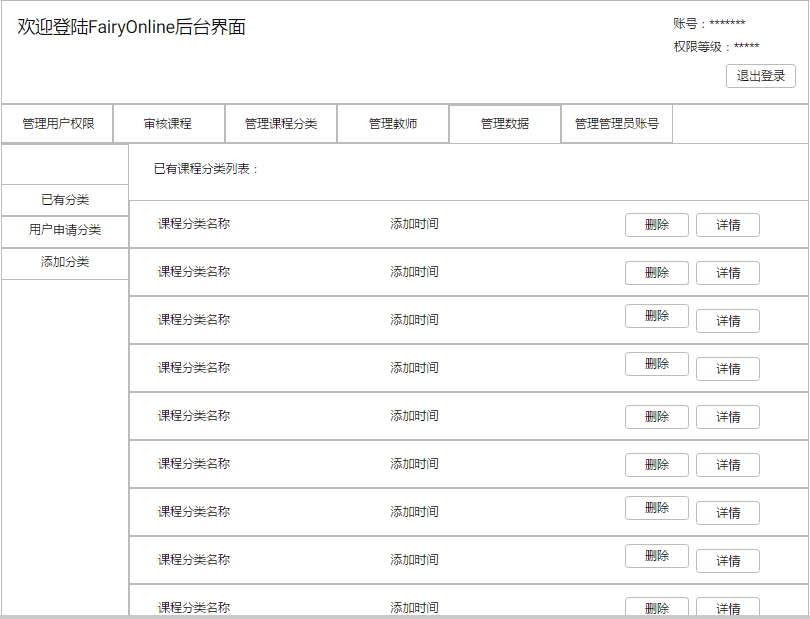 欢迎登陆FairyOnline后台界面
账号：*******
权限等级：*****
退出登录
管理用户权限 审核课程 管理课程分类 管理教师 管理数据 管理管理员账号
已有课程分类列表：
已有分类
用户申请分类
添加分类
课程分类名称 添加时间 删除 详情
课程分类名称 添加时间 删除 详情
课程分类名称 添加时间 删除 详情
课程分类名称 添加时间 删除 详情
课程分类名称 添加时间 删除 详情
课程分类名称 添加时间 删除 详情
课程分类名称 添加时间 删除 详情
课程分类名称 添加时间 删除 详情
课程分类名称 添加时间 删除 详情